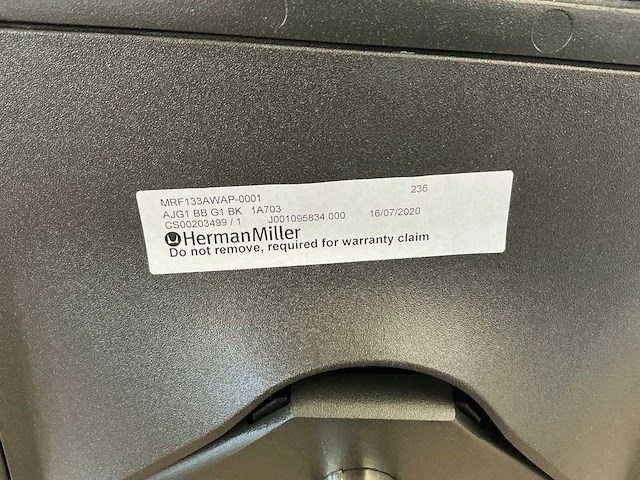 MRF133AWAP-0001 236
AJG1 BB G1 BK 1A703
CS00203499 / 1 J001095834.000 16/07/2020
HermanMiller
Do not remove, required for warranty claim